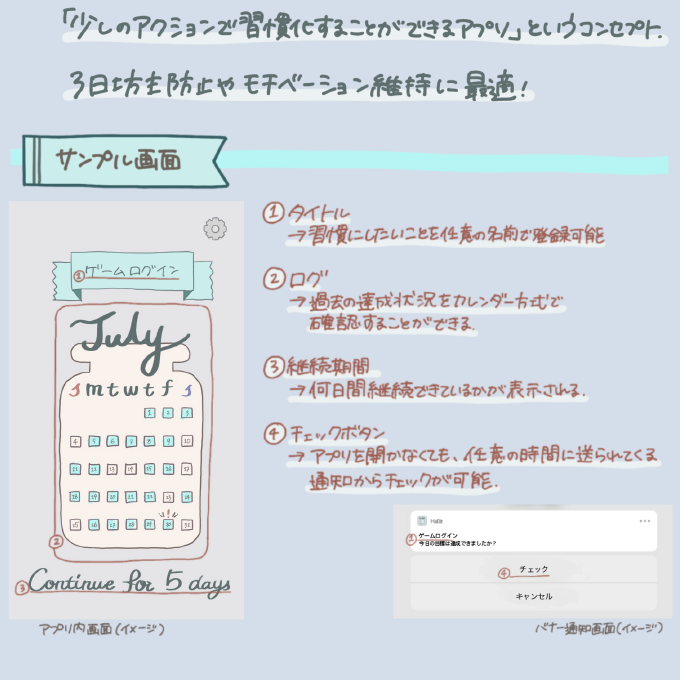 「少しのアクションで習慣化することができるアプリ」というコンセプト.
3日坊主防止やモチベーション維持に最適!
サンプル画面
①ゲームログイン
July
s m t w t f s
1 2 3
4 5 6 7 8 9 10
11 12 13 14 15 16 17
18 19 20 21 22 23 24
25 26 27 28 29 30 31
②
③Continue for 5 days
アプリ内画面(イメージ)
①タイトル
→習慣にしたいことを任意の名前で登録可能
②ログ
→過去の達成状況をカレンダー方式で
確認することができる.
③継続期間
→何日間継続できているかが表示される.
④チェックボタン
→アプリを開かなくても、任意の時間に送られてくる
通知からチェックが可能.
Habit
ゲームログイン
①今日の目標は達成できましたか?
チェック
④
キャンセル
バナー通知画面(イメージ)